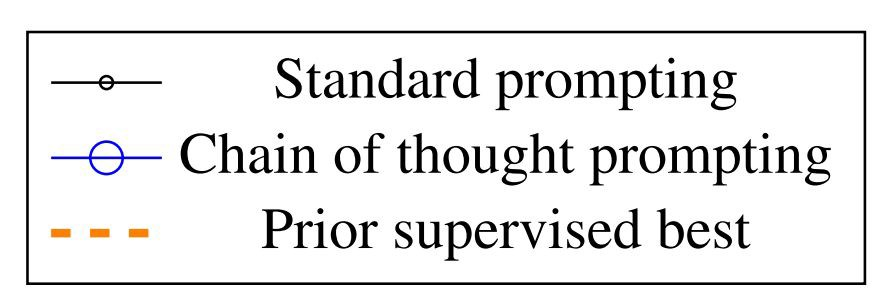 Standard prompting
Chain of thought prompting
Prior supervised best